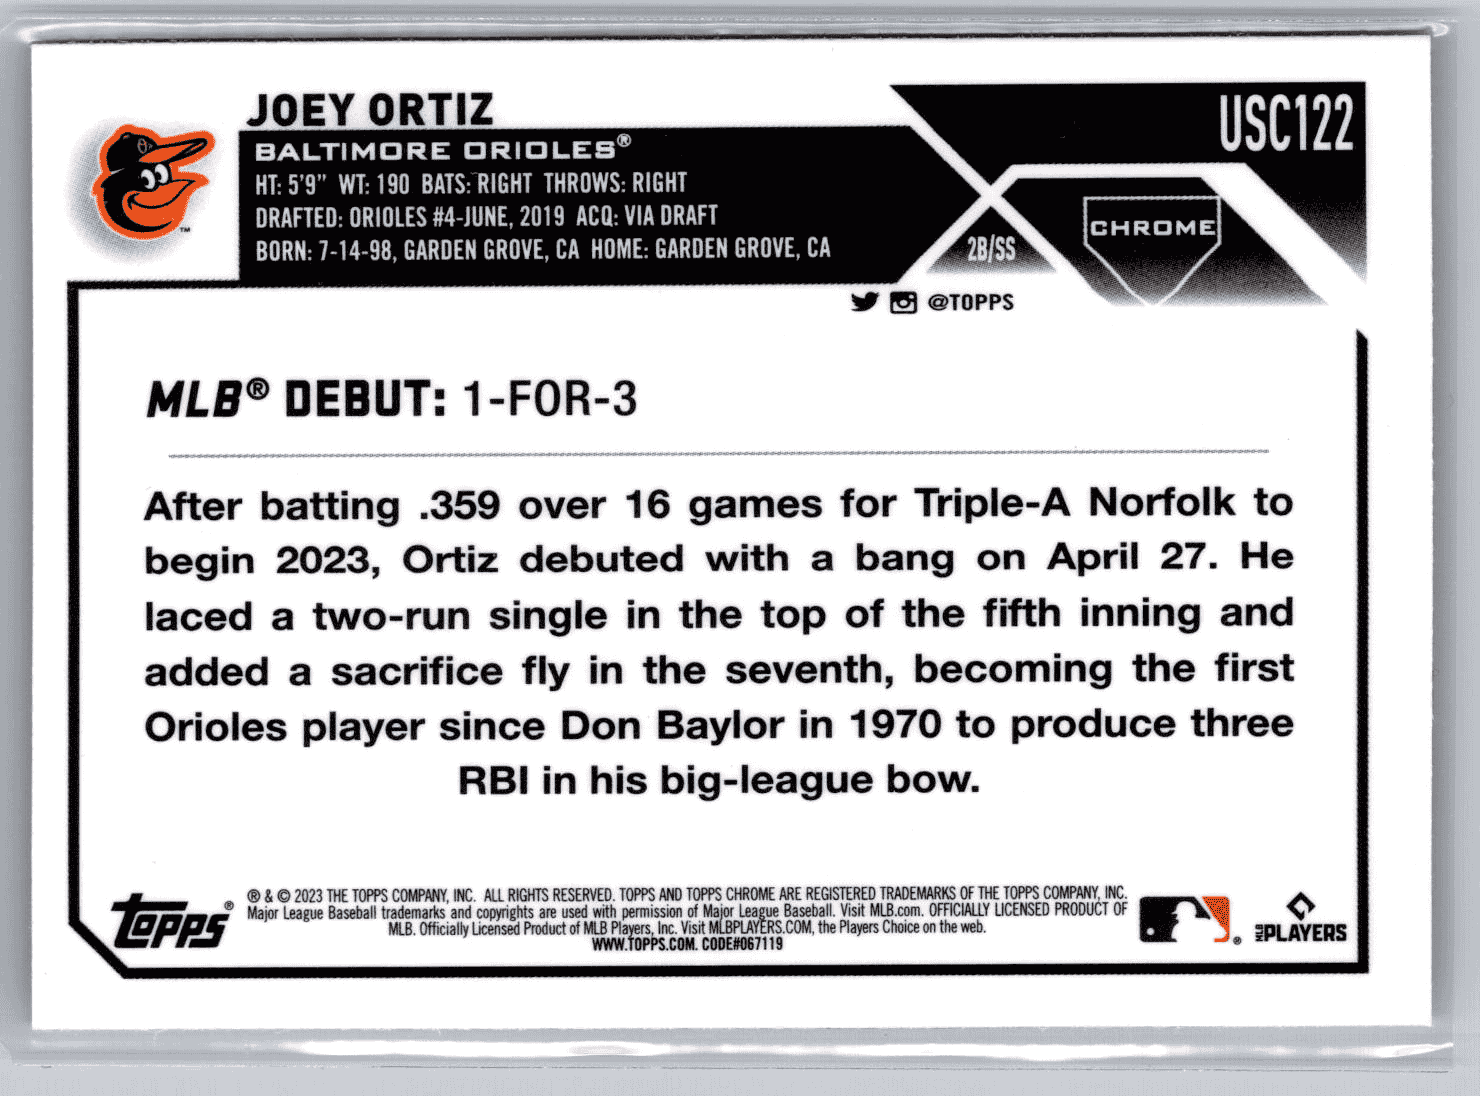 JOEY ORTIZ
USC122
BALTIMORE ORIOLES®
HT: 5'9" WT: 190 BATS: RIGHT THROWS: RIGHT
DRAFTED: ORIOLES #4-JUNE, 2019 ACQ: VIA DRAFT
BORN: 7-14-98, GARDEN GROVE, CA HOME: GARDEN GROVE, CA
2B/SS
CHROME
@TOPPS
MLB® DEBUT: 1-FOR-3
After batting .359 over 16 games for Triple-A Norfolk to
begin 2023, Ortiz debuted with a bang on April 27. He
laced a two-run single in the top of the fifth inning and
added a sacrifice fly in the seventh, becoming the first
Orioles player since Don Baylor in 1970 to produce three
RBI in his big-league bow.
TOPPS®
® & © 2023 THE TOPPS COMPANY, INC. ALL RIGHTS RESERVED. TOPPS AND TOPPS CHROME ARE REGISTERED TRADEMARKS OF THE TOPPS COMPANY, INC.
Major League Baseball trademarks and copyrights are used with permission of Major League Baseball. Visit MLB.com. OFFICIALLY LICENSED PRODUCT OF
MLB. Officially Licensed Product of MLB Players, Inc. Visit MLBPLAYERS.COM, the Players Choice on the web.
WWW.TOPPS.COM. CODE#067119
MLB PLAYERS